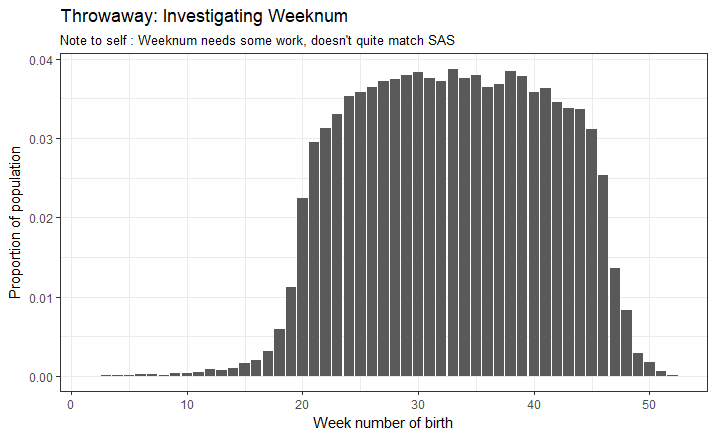 Throwaway: Investigating Weeknum
Note to self : Weeknum needs some work, doesn't quite match SAS
0.04
0.03
0.02
0.01
0.00
Proportion of population
0 10 20 30 40 50
Week number of birth